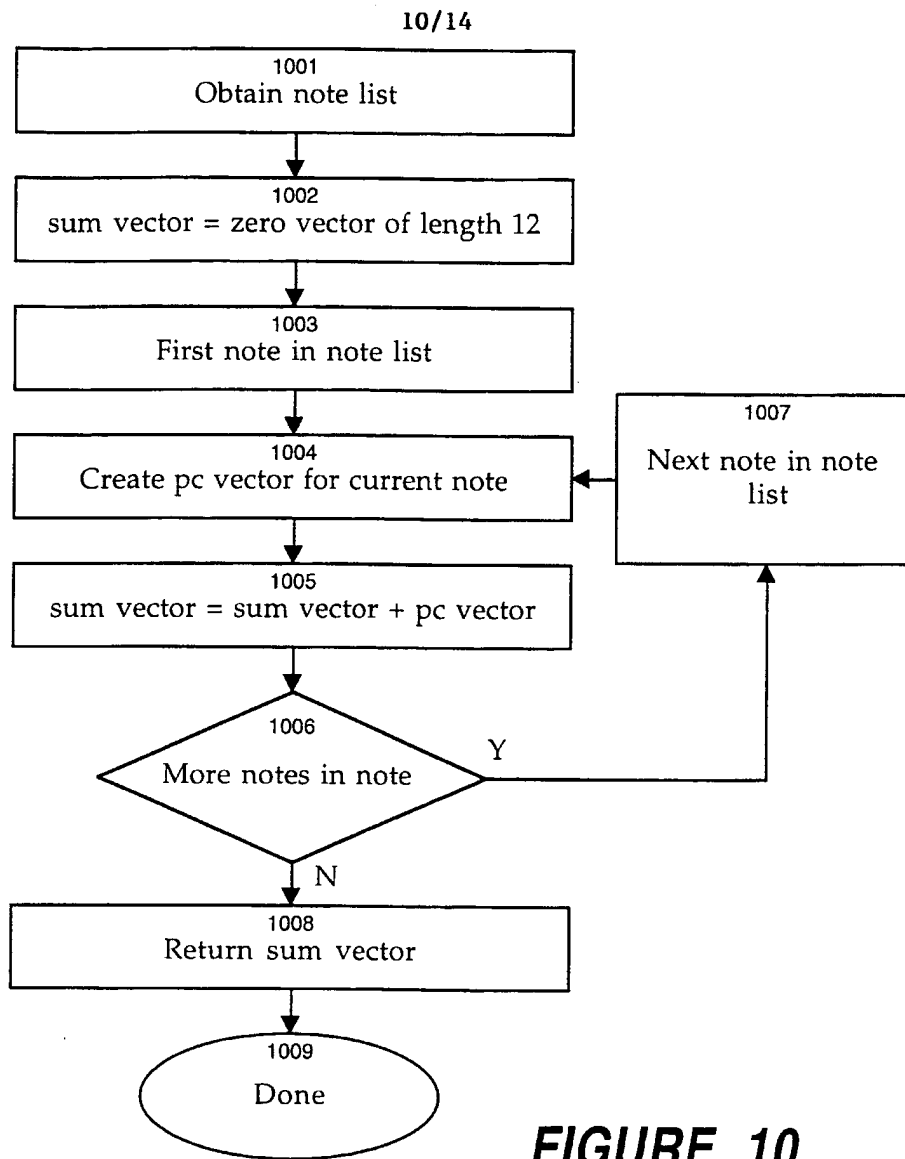 10/14
1001
Obtain note list
1002
sum vector = zero vector of length 12
1003
First note in note list
1004
Create pc vector for current note
1007
Next note in note
list
1005
sum vector = sum vector + pc vector
1006
More notes in note
Y
N
1008
Return sum vector
1009
Done
FIGURE 10